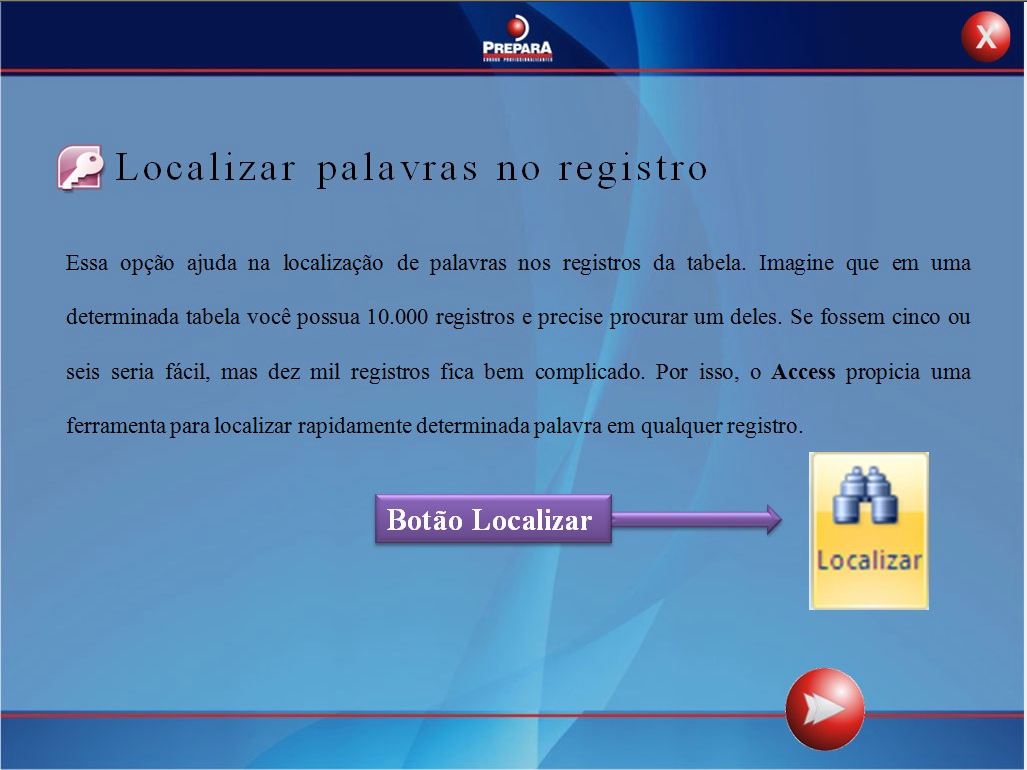 PREPARA
CURSOS PROFISSIONALIZANTES
X
Localizar palavras no registro
Essa opção ajuda na localização de palavras nos registros da tabela. Imagine que em uma
determinada tabela você possua 10.000 registros e precise procurar um deles. Se fossem cinco ou
seis seria fácil, mas dez mil registros fica bem complicado. Por isso, o Access propicia uma
ferramenta para localizar rapidamente determinada palavra em qualquer registro.
Botão Localizar
Localizar